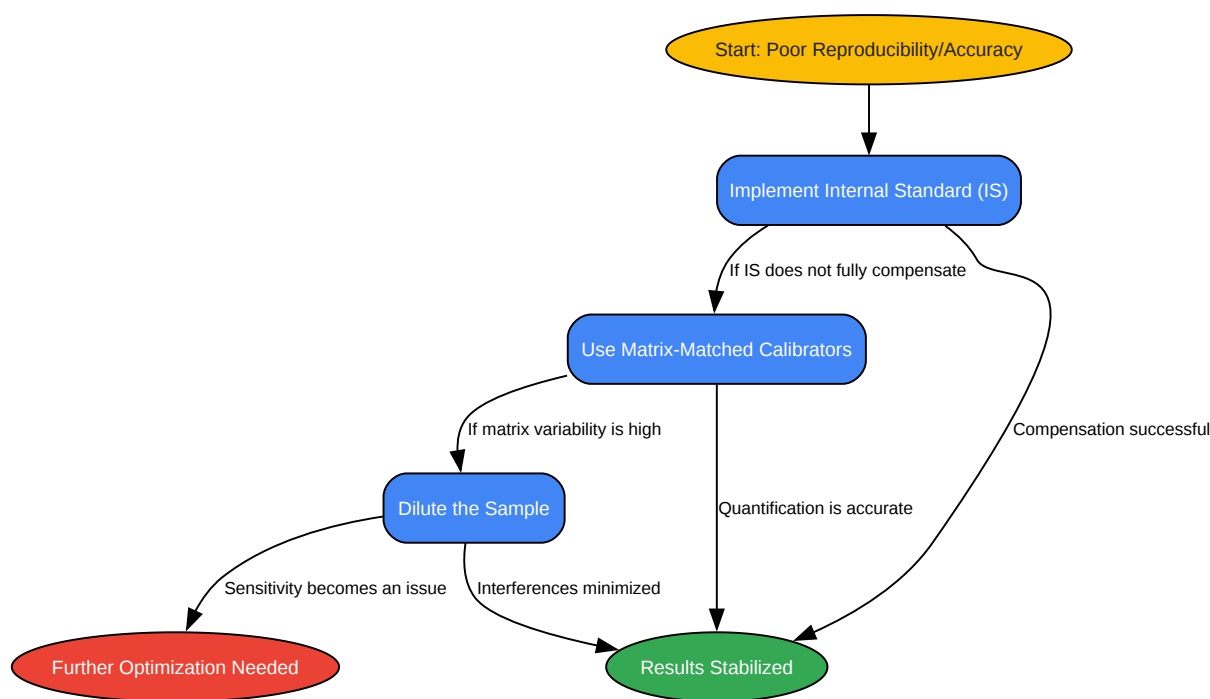 Start: Poor Reproducibility/Accuracy
Implement Internal Standard (IS)
If IS does not fully compensate
Use Matrix-Matched Calibrators
If matrix variability is high
Compensation successful
Dilute the Sample
Quantification is accurate
Sensitivity becomes an issue
Interferences minimized
Further Optimization Needed
Results Stabilized